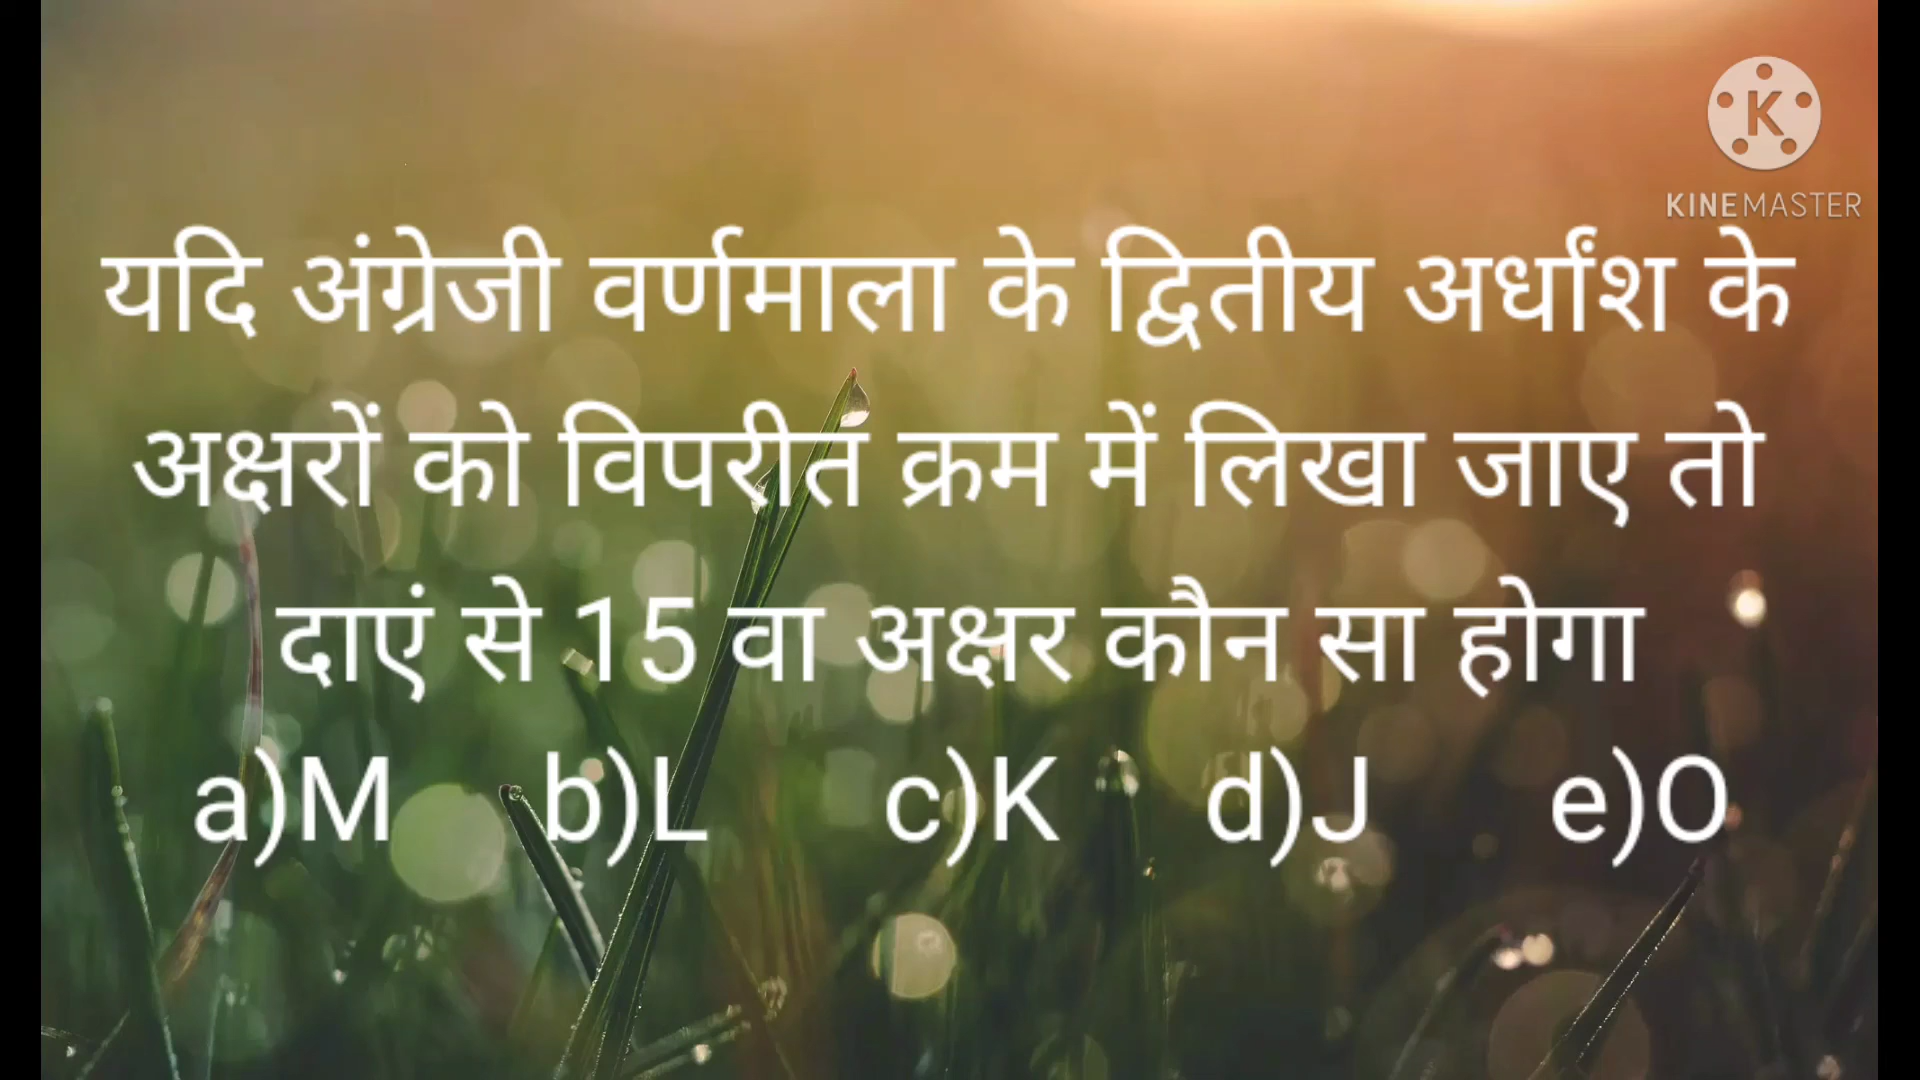 K
KINEMASTER
यदि अंग्रेजी वर्णमाला के द्वितीय अर्धांश के
अक्षरों को विपरीत क्रम में लिखा जाए तो
दाएं से 15 वा अक्षर कौन सा होगा
a)M b)L c)K d)J e)O